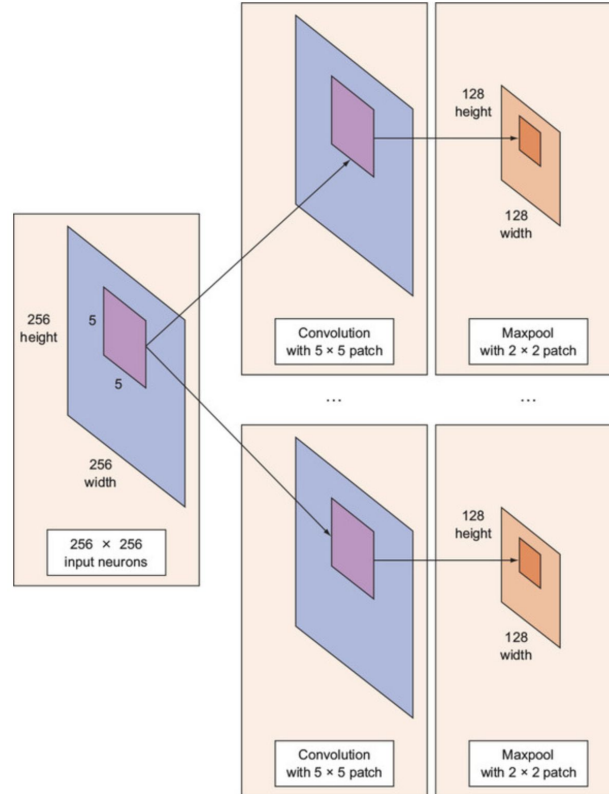 128
height
128
width
Convolution
with 5 × 5 patch
Maxpool
with 2 × 2 patch
256
height
5
5
256
width
256 × 256
input neurons
...
...
128
height
128
width
Convolution
with 5 × 5 patch
Maxpool
with 2 × 2 patch